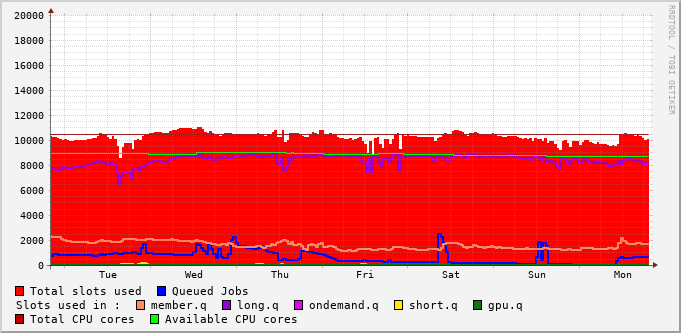 20000
18000
16000
14000
12000
10000
8000
6000
4000
2000
0
Tue Wed Thu Fri Sat Sun Mon
RRDTOOL / TOBI OETIKER
Total slots used Queued Jobs
Slots used in : member.q long.q ondemand.q short.q gpu.q
Total CPU cores Available CPU cores